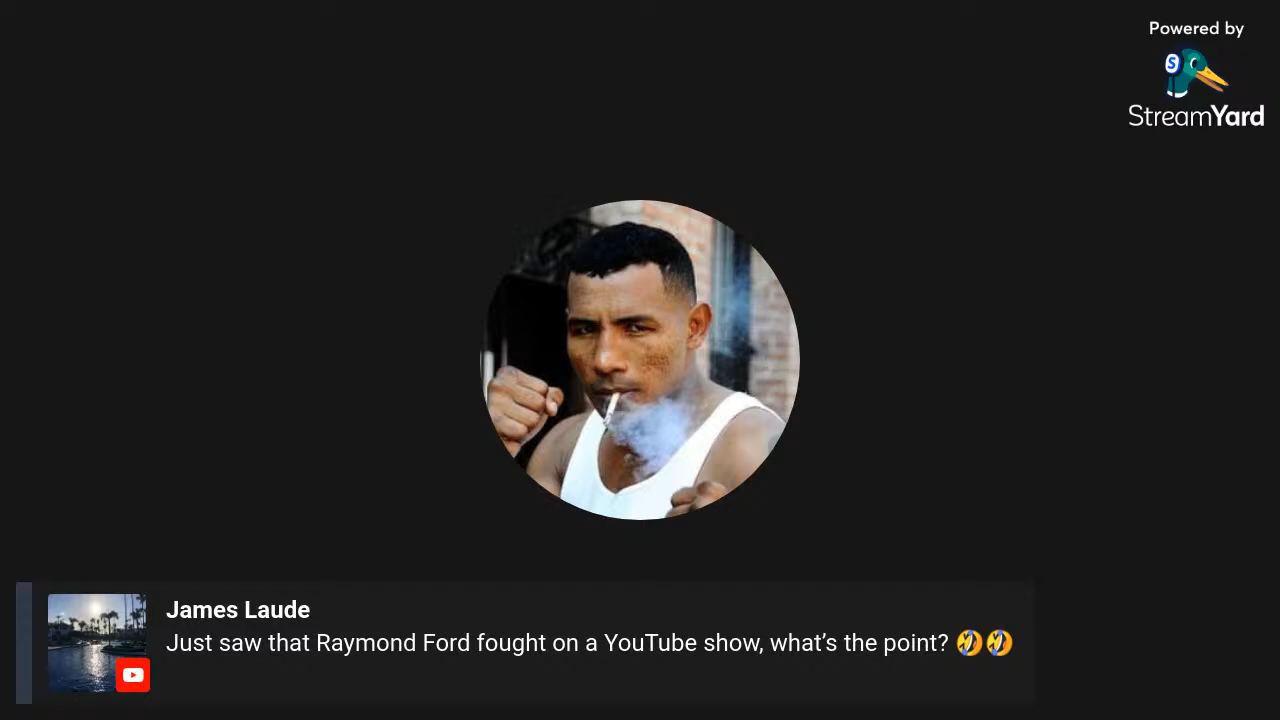 Powered by
S
StreamYard
James Laude
Just saw that Raymond Ford fought on a YouTube show, what’s the point? 🤣🤣